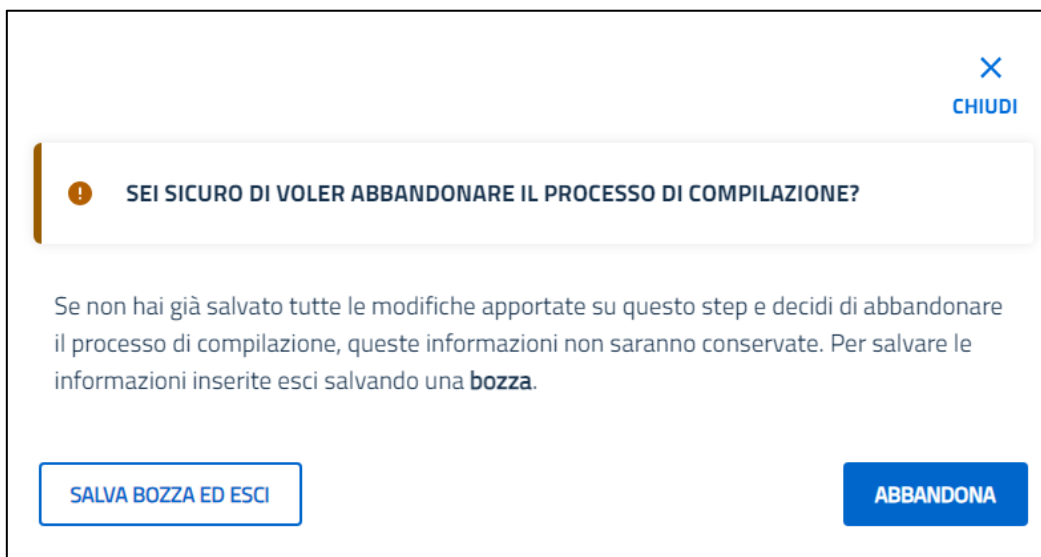 CHIUDI
SEI SICURO DI VOLER ABBANDONARE IL PROCESSO DI COMPILAZIONE?
Se non hai già salvato tutte le modifiche apportate su questo step e decidi di abbandonare
il processo di compilazione, queste informazioni non saranno conservate. Per salvare le
informazioni inserite esci salvando una bozza.
SALVA BOZZA ED ESCI
ABBANDONA